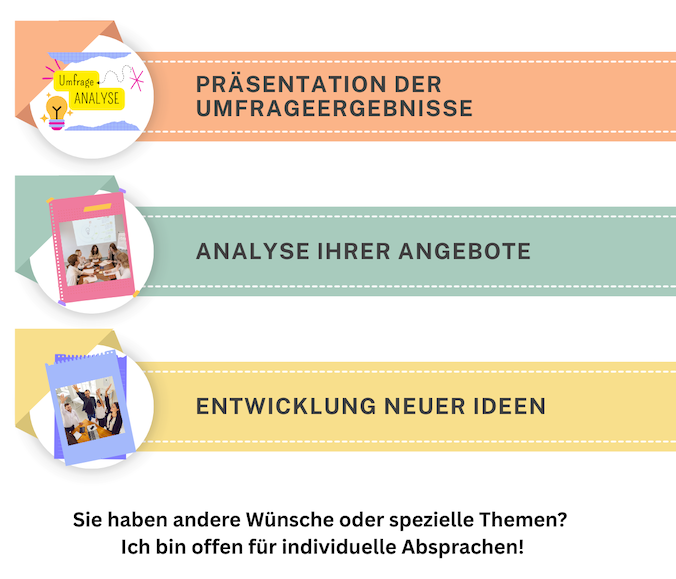 Umfrage
ANALYSE
PRÄSENTATION DER
UMFRAGEERGEBNISSE
ANALYSE IHRER ANGEBOTE
ENTWICKLUNG NEUER IDEEN
Sie haben andere Wünsche oder spezielle Themen?
Ich bin offen für individuelle Absprachen!